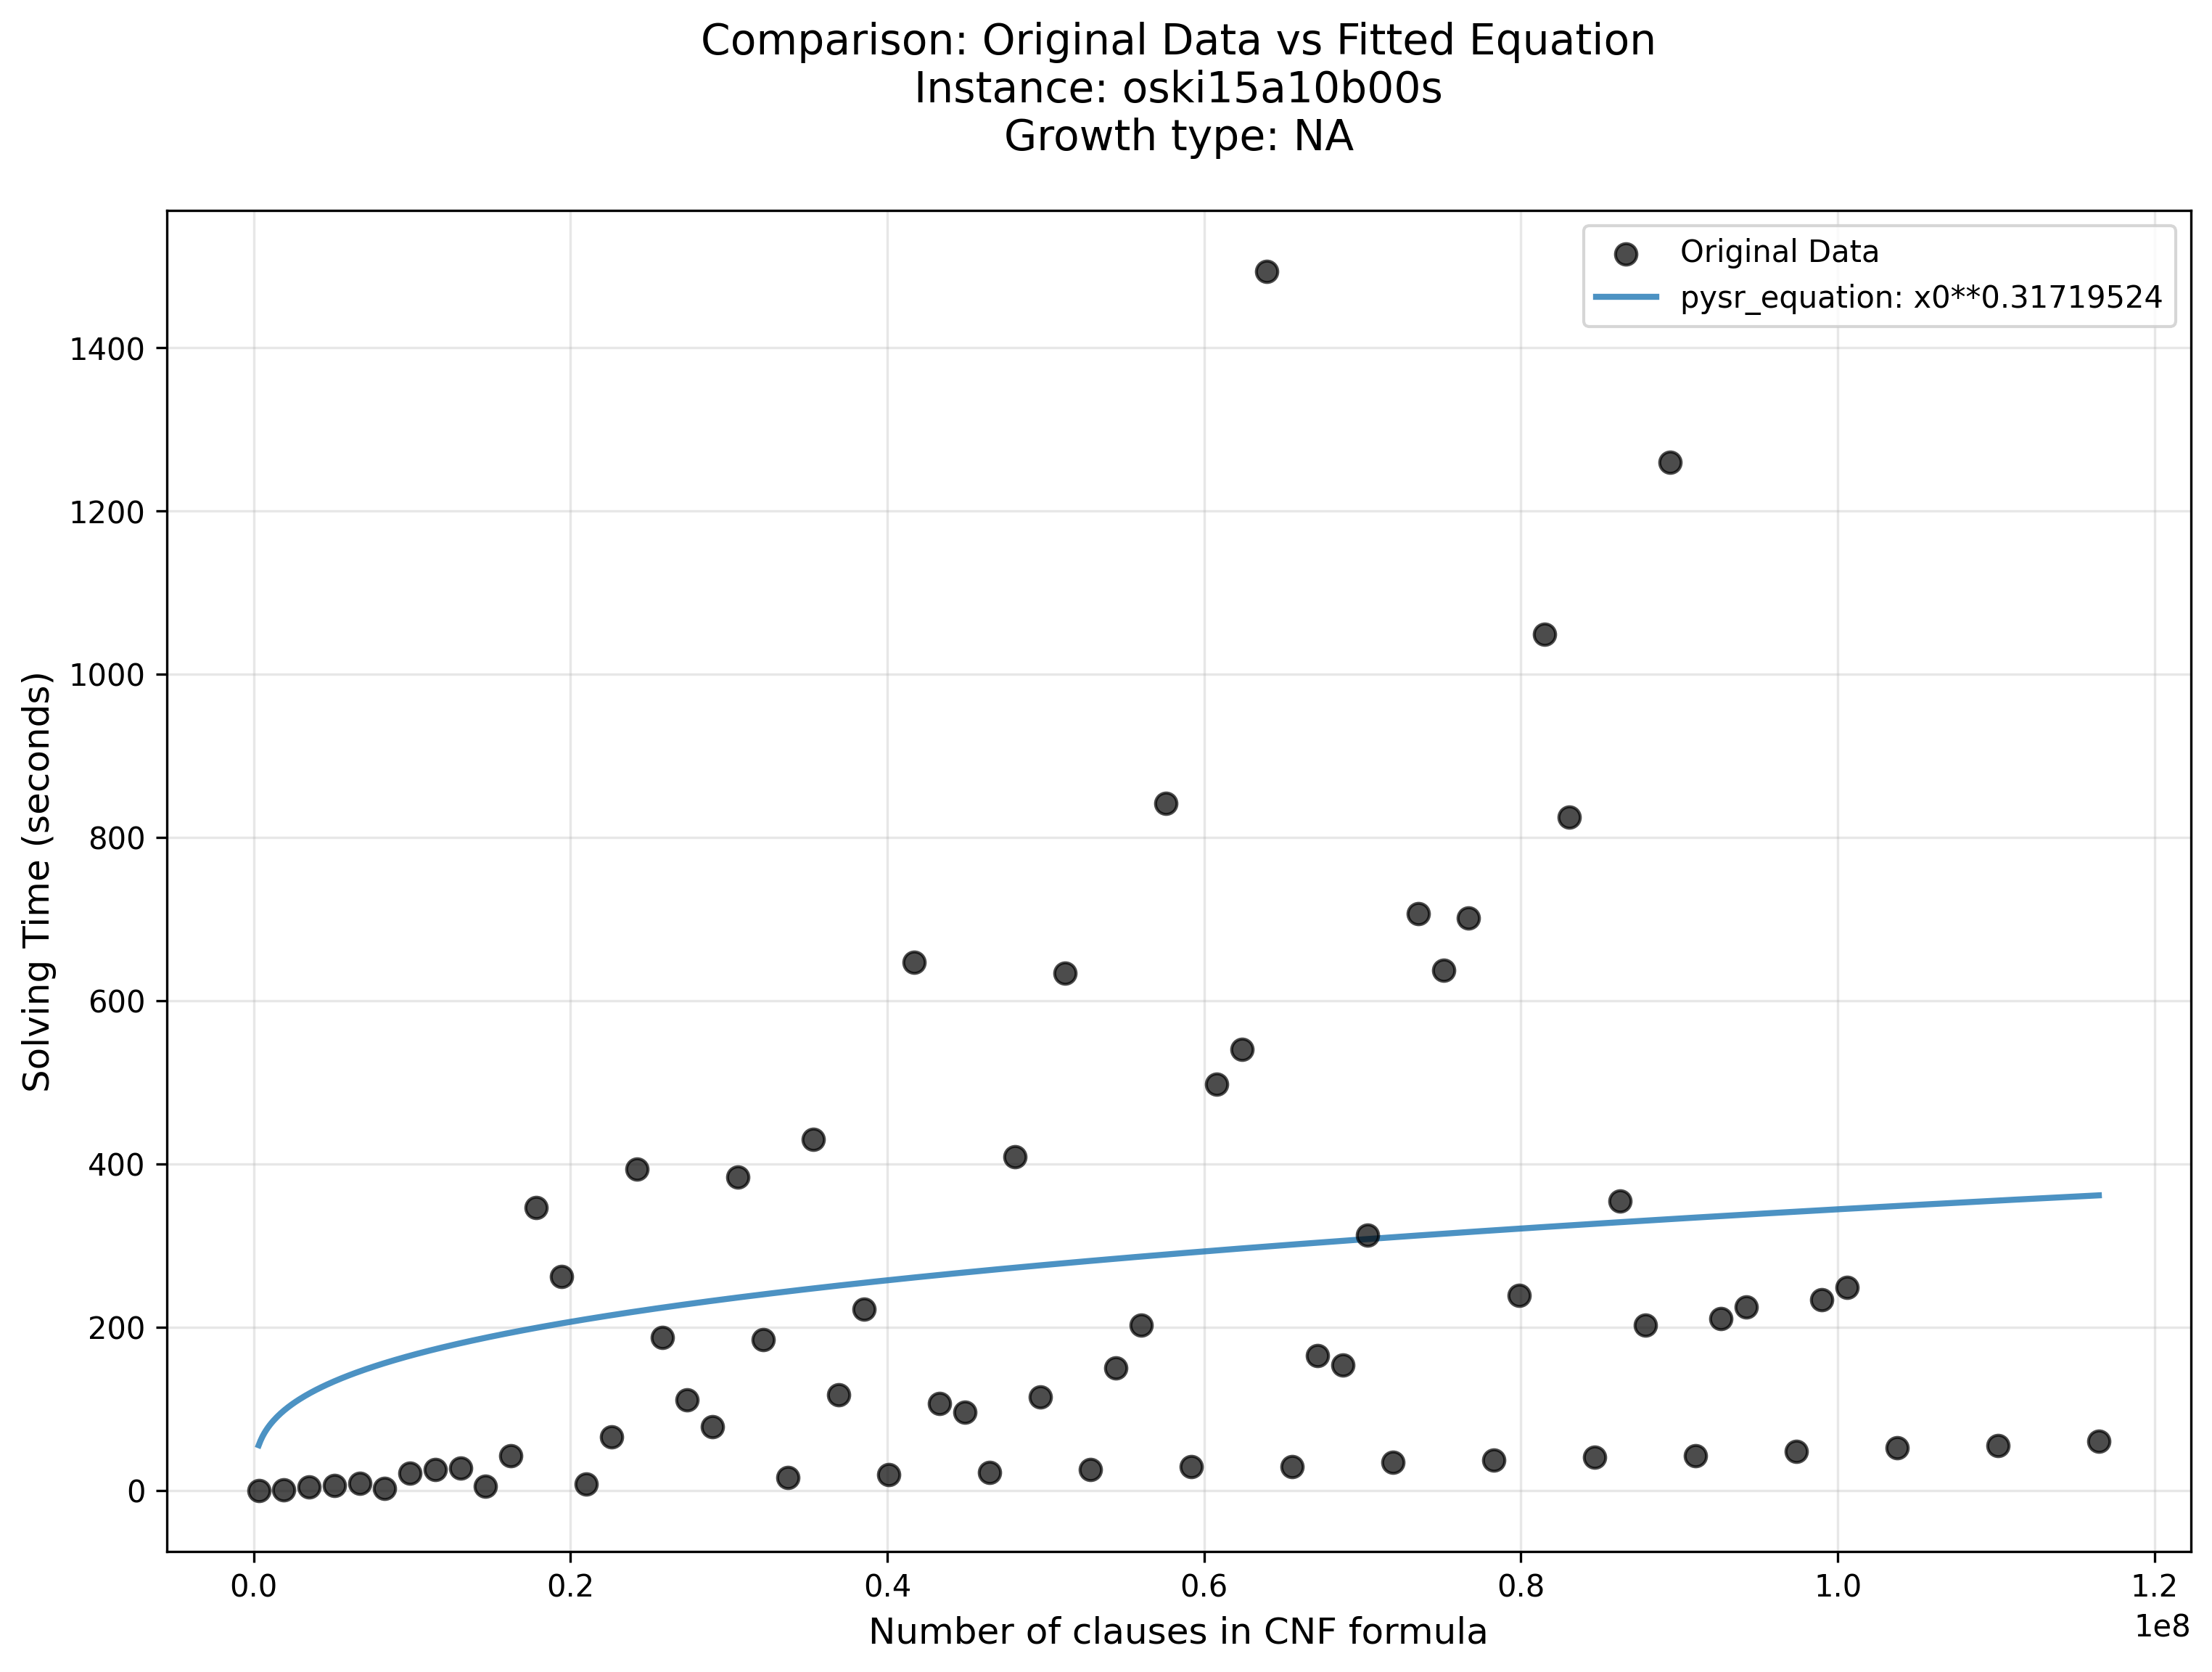 Comparison: Original Data vs Fitted Equation
Instance: oski15a10b00s
Growth type: NA
Original Data
pysr_equation: x0**0.31719524
Solving Time (seconds)
1400
1200
1000
800
600
400
200
0
0.0 0.2 0.4 0.6 0.8 1.0 1.2
1e8
Number of clauses in CNF formula